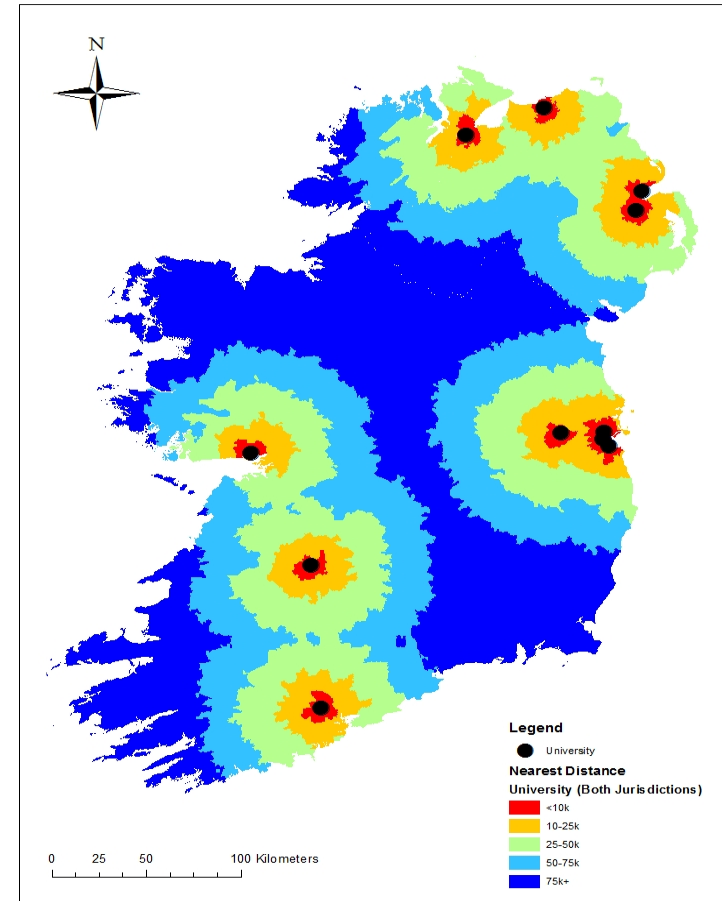 N
Legend
University
Nearest Distance
University (Both Jurisdictions)
<10k
10-25k
25-50k
50-75k
75k+
0 25 50 100 Kilometers